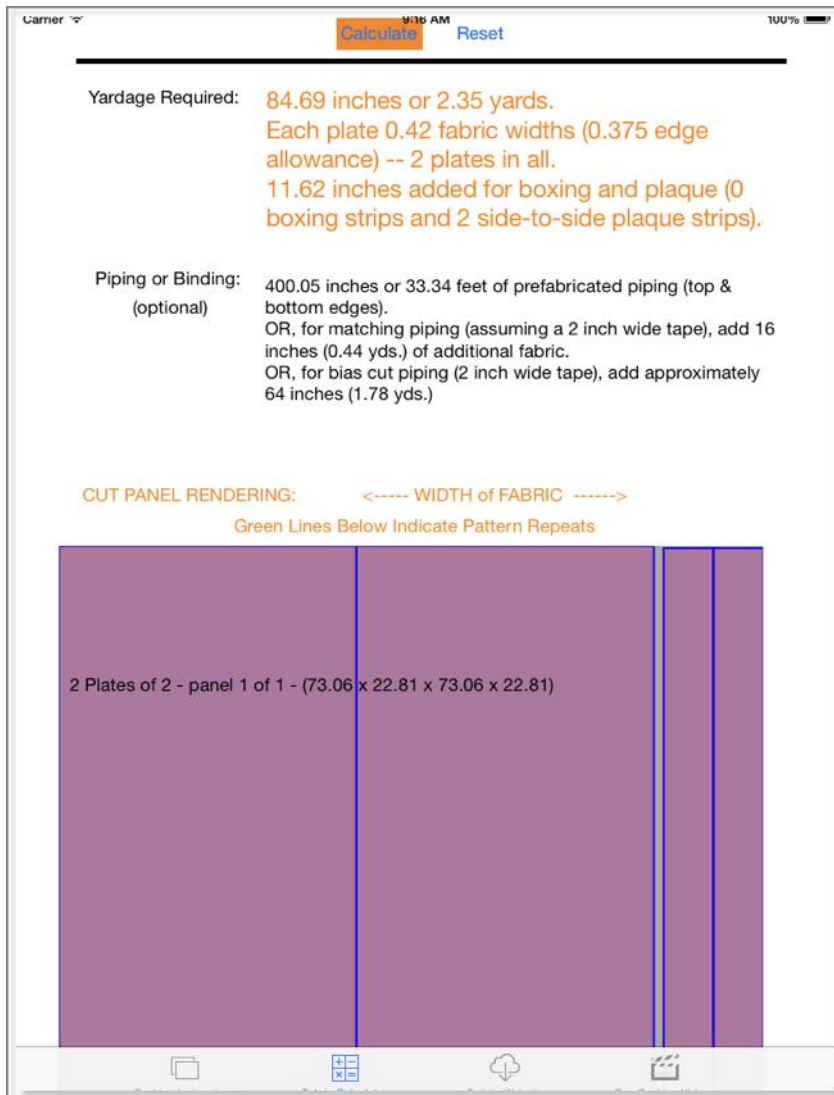 Carrier 9:16 AM 100%
Calculate Reset
Yardage Required: 84.69 inches or 2.35 yards.
Each plate 0.42 fabric widths (0.375 edge
allowance) -- 2 plates in all.
11.62 inches added for boxing and plaque (0
boxing strips and 2 side-to-side plaque strips).
Piping or Binding:
(optional)
400.05 inches or 33.34 feet of prefabricated piping (top &
bottom edges).
OR, for matching piping (assuming a 2 inch wide tape), add 16
inches (0.44 yds.) of additional fabric.
OR, for bias cut piping (2 inch wide tape), add approximately
64 inches (1.78 yds.)
CUT PANEL RENDERING: <----- WIDTH of FABRIC ------>
Green Lines Below Indicate Pattern Repeats
2 Plates of 2 - panel 1 of 1 - (73.06 x 22.81 x 73.06 x 22.81)